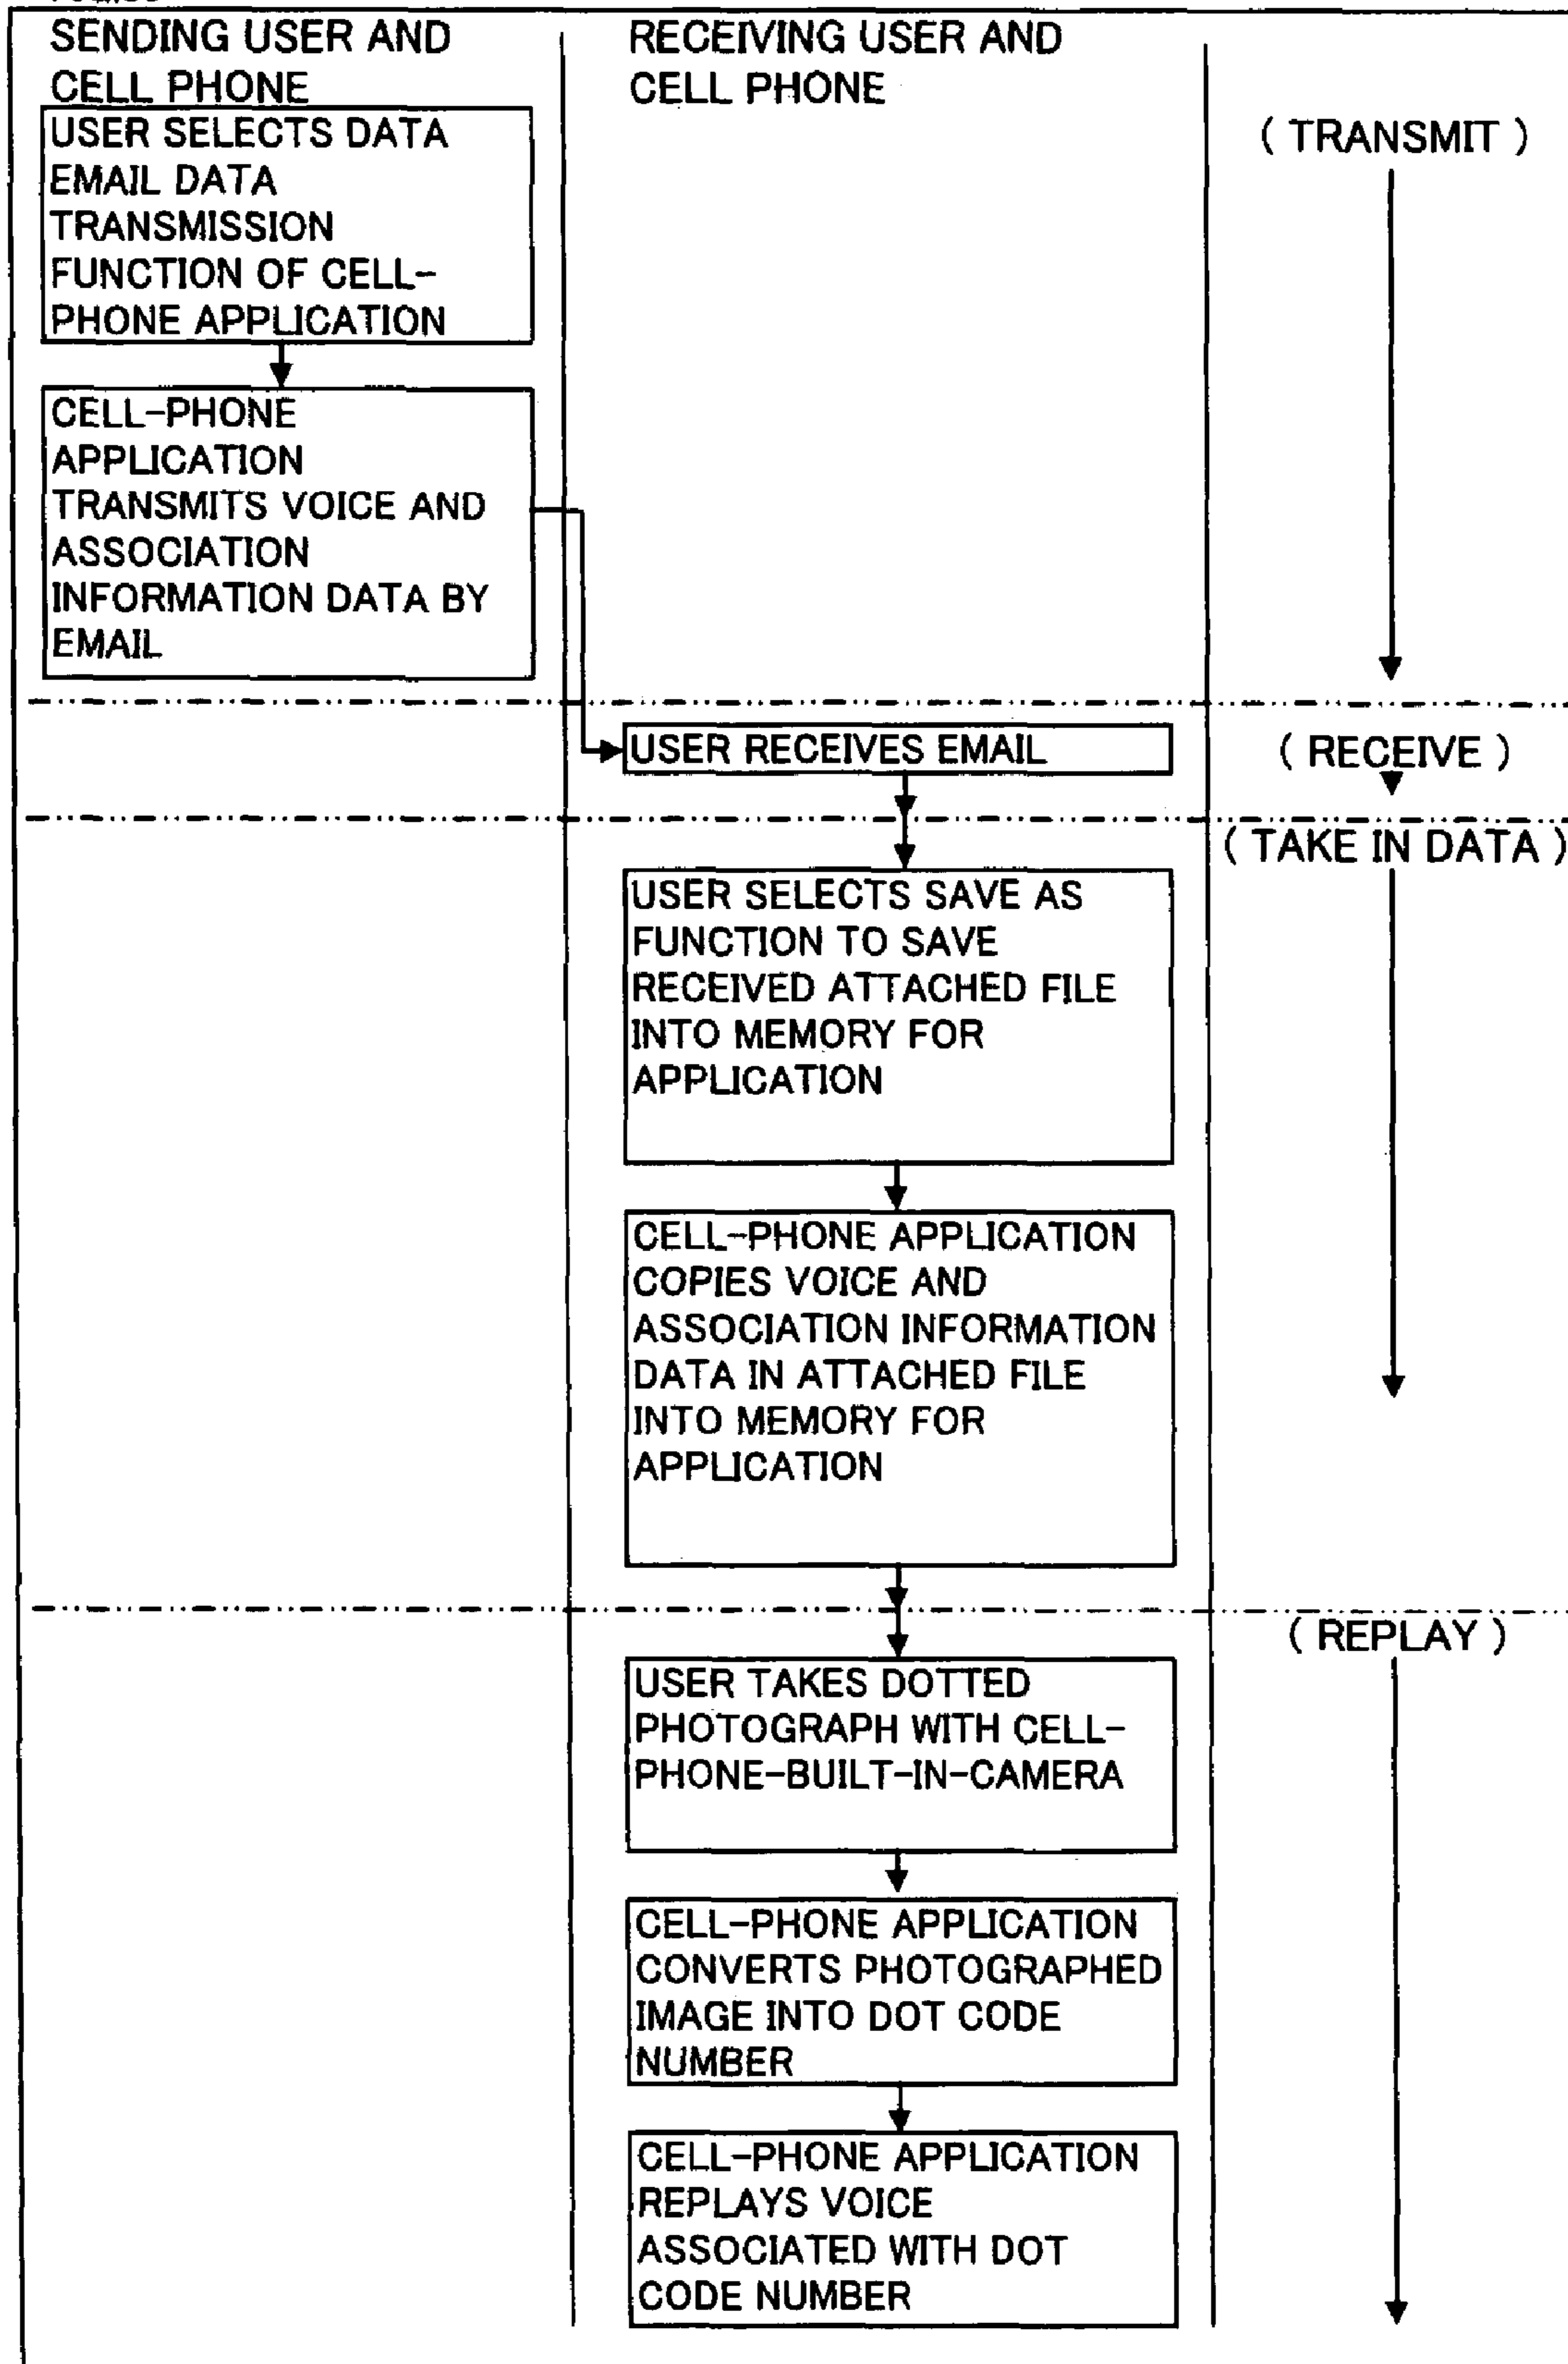 SENDING USER AND
CELL PHONE
RECEIVING USER AND
CELL PHONE
USER SELECTS DATA
EMAIL DATA
TRANSMISSION
FUNCTION OF CELL-
PHONE APPLICATION
( TRANSMIT )
CELL-PHONE
APPLICATION
TRANSMITS VOICE AND
ASSOCIATION
INFORMATION DATA BY
EMAIL
USER RECEIVES EMAIL
( RECEIVE )
( TAKE IN DATA )
USER SELECTS SAVE AS
FUNCTION TO SAVE
RECEIVED ATTACHED FILE
INTO MEMORY FOR
APPLICATION
CELL-PHONE APPLICATION
COPIES VOICE AND
ASSOCIATION INFORMATION
DATA IN ATTACHED FILE
INTO MEMORY FOR
APPLICATION
( REPLAY )
USER TAKES DOTTED
PHOTOGRAPH WITH CELL-
PHONE-BUILT-IN-CAMERA
CELL-PHONE APPLICATION
CONVERTS PHOTOGRAPHED
IMAGE INTO DOT CODE
NUMBER
CELL-PHONE APPLICATION
REPLAYS VOICE
ASSOCIATED WITH DOT
CODE NUMBER